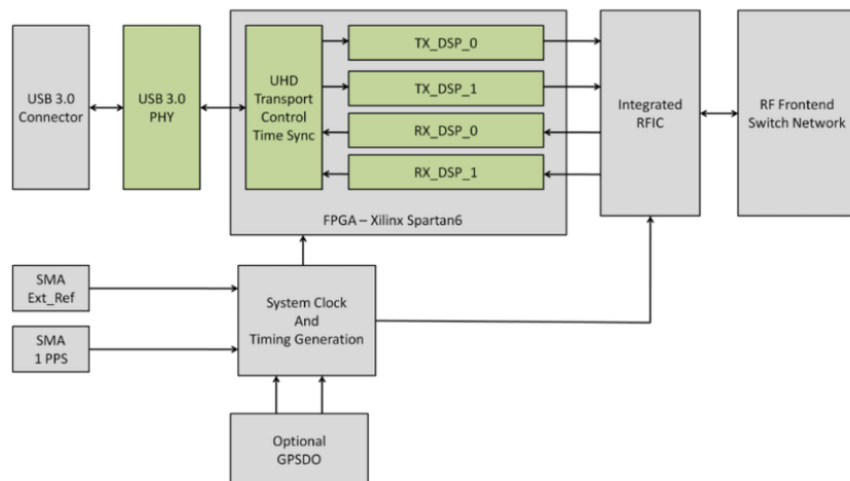 USB 3.0
Connector
USB 3.0
PHY
UHD
Transport
Control
Time Sync
TX_DSP_0
TX_DSP_1
RX_DSP_0
RX_DSP_1
FPGA – Xilinx Spartan6
Integrated
RFIC
RF Frontend
Switch Network
SMA
Ext_Ref
SMA
1 PPS
System Clock
And
Timing Generation
Optional
GPSDO